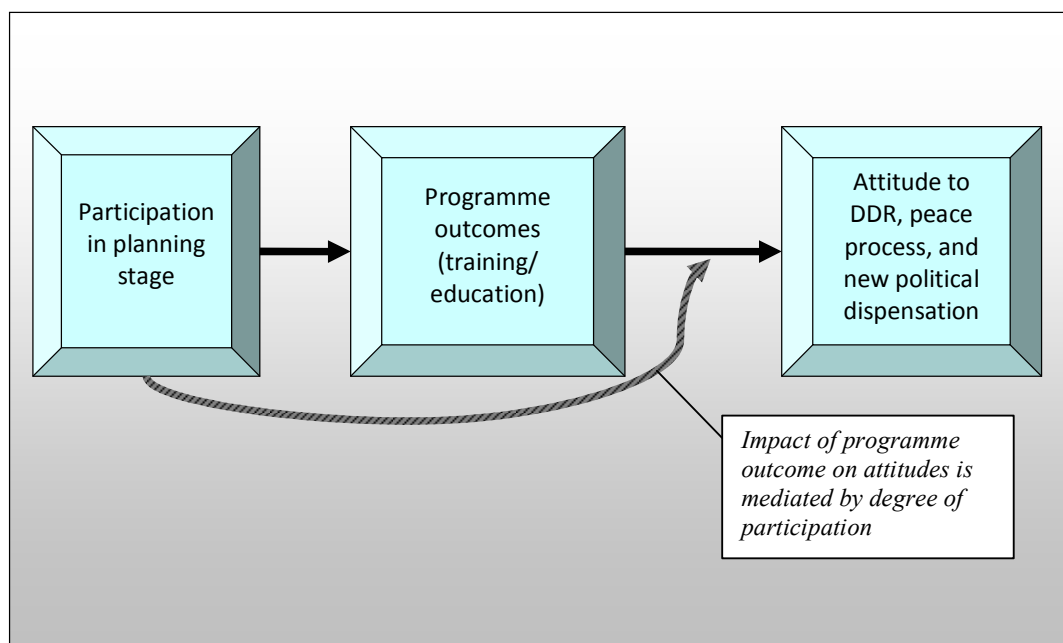 Participation
in planning
stage
Programme
outcomes
(training/
education)
Attitude to
DDR, peace
process, and
new political
dispensation
Impact of programme
outcome on attitudes is
mediated by degree of
participation